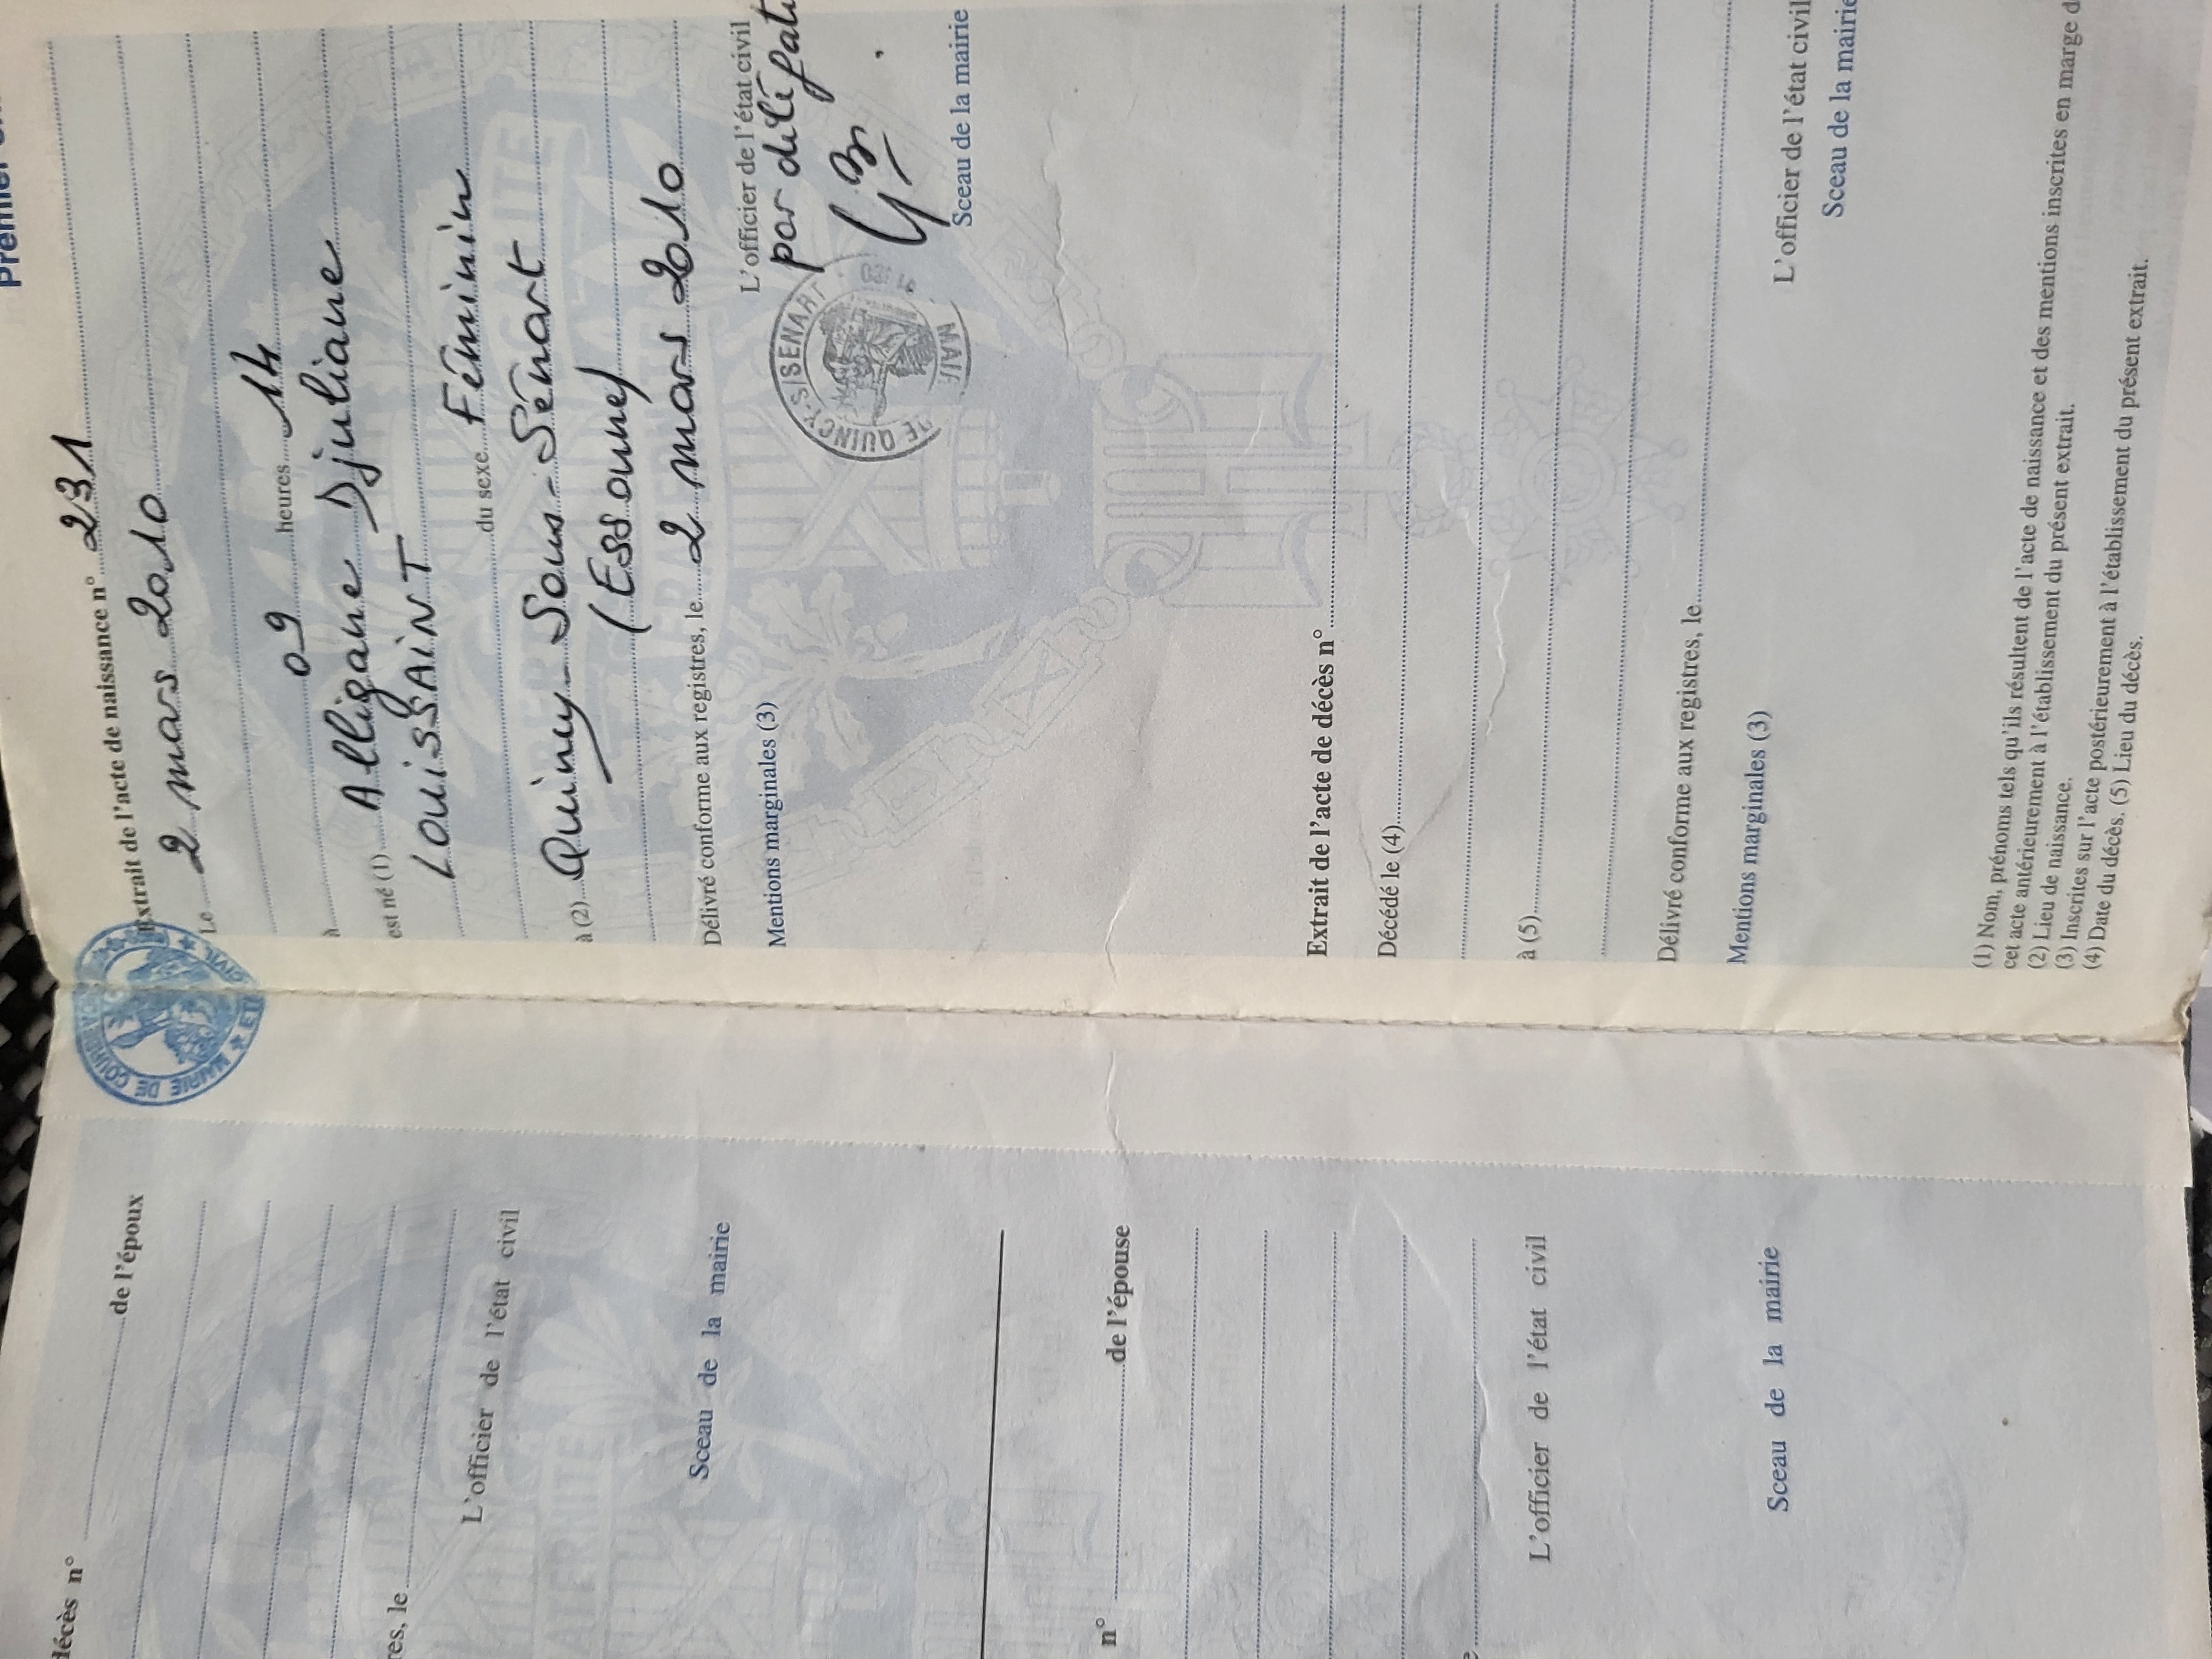 décès n° de l'époux
res, le
L'officier de l'état civil
Sceau de la mairie
n° de l'épouse
L'officier de l'état civil
Sceau de la mairie
MAIRIE DE
CIVIL
Premier
Extrait de l'acte de naissance n° 231
Le 2 mars 2010
à 09 heures 14
est né (1) Alligane Djuliane
LOUISSAINT
du sexe Féminin
à (2) Quincy-Sous-Sénart
(Essonne)
Délivré conforme aux registres, le 2 mars 2010
Mentions marginales (3)
L'officier de l'état civil
par délégati
QUINCY-S/SENART
Sceau de la mairie
Extrait de l'acte de décès n°
Décédé le (4)
à (5)
Délivré conforme aux registres, le
Mentions marginales (3)
L'officier de l'état civil
Sceau de la mairie
(1) Nom, prénoms tels qu'ils résultent de l'acte de naissance et des mentions inscrites en marge d
cet acte antérieurement à l'établissement du présent extrait.
(2) Lieu de naissance.
(3) Inscrites sur l'acte postérieurement à l'établissement du présent extrait.
(4) Date du décès. (5) Lieu du décès.